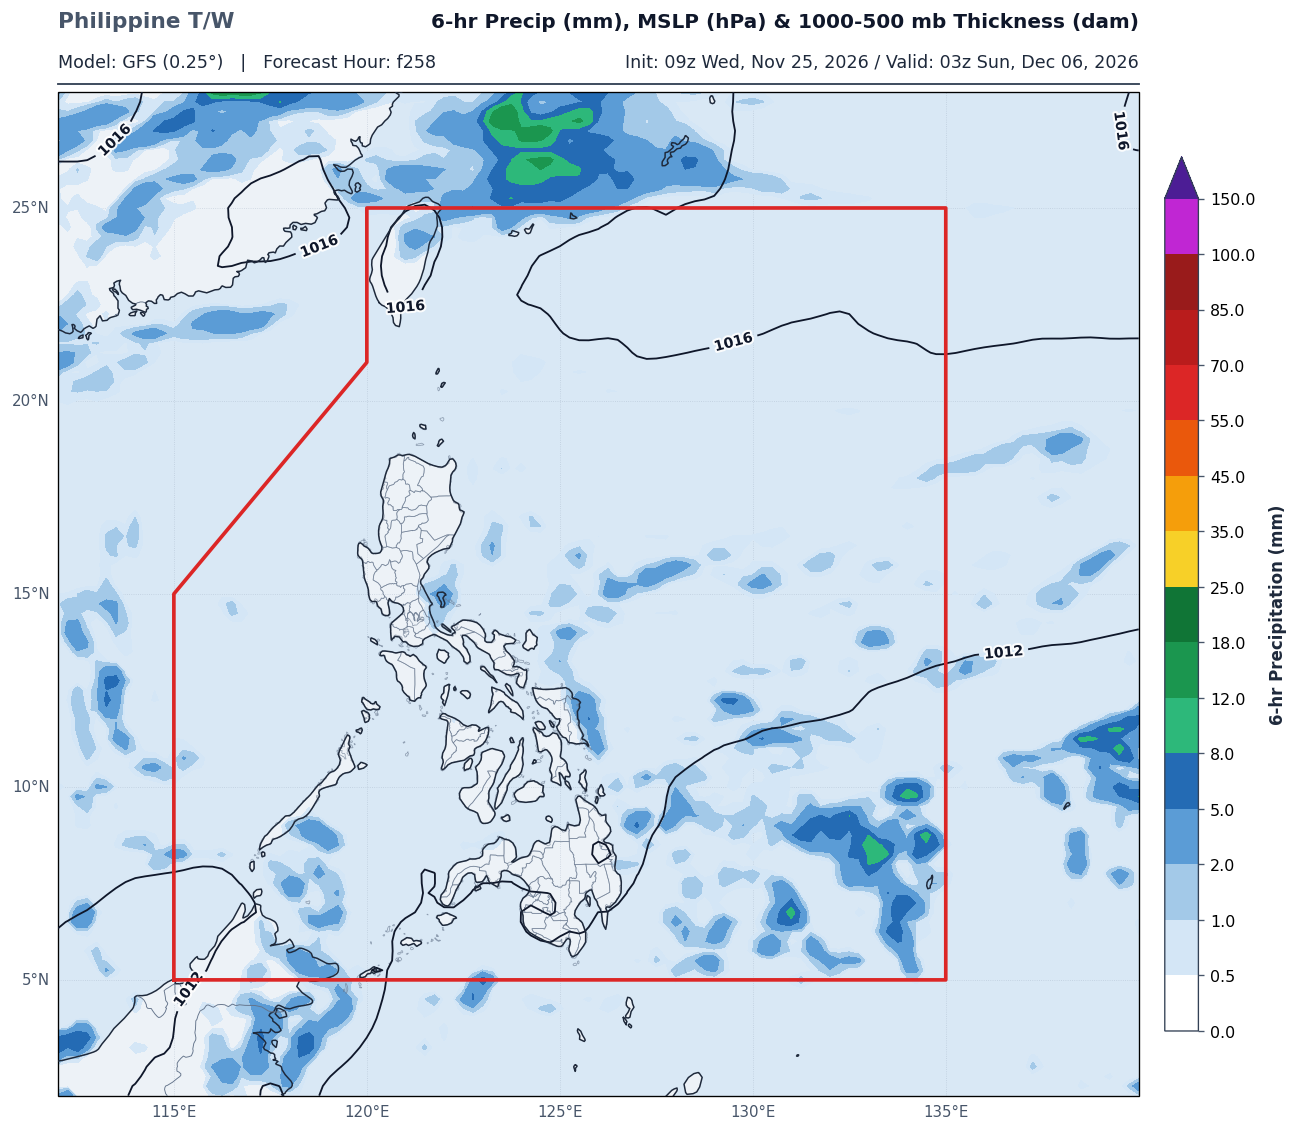 Philippine T/W
6-hr Precip (mm), MSLP (hPa) & 1000-500 mb Thickness (dam)
Model: GFS (0.25°) | Forecast Hour: f258
Init: 09z Wed, Nov 25, 2026 / Valid: 03z Sun, Dec 06, 2026
1016
1016
1016
1016
1016
1012
1012
25°N
20°N
15°N
10°N
5°N
115°E
120°E
125°E
130°E
135°E
150.0
100.0
85.0
70.0
55.0
45.0
35.0
25.0
18.0
12.0
8.0
5.0
2.0
1.0
0.5
0.0
6-hr Precipitation (mm)